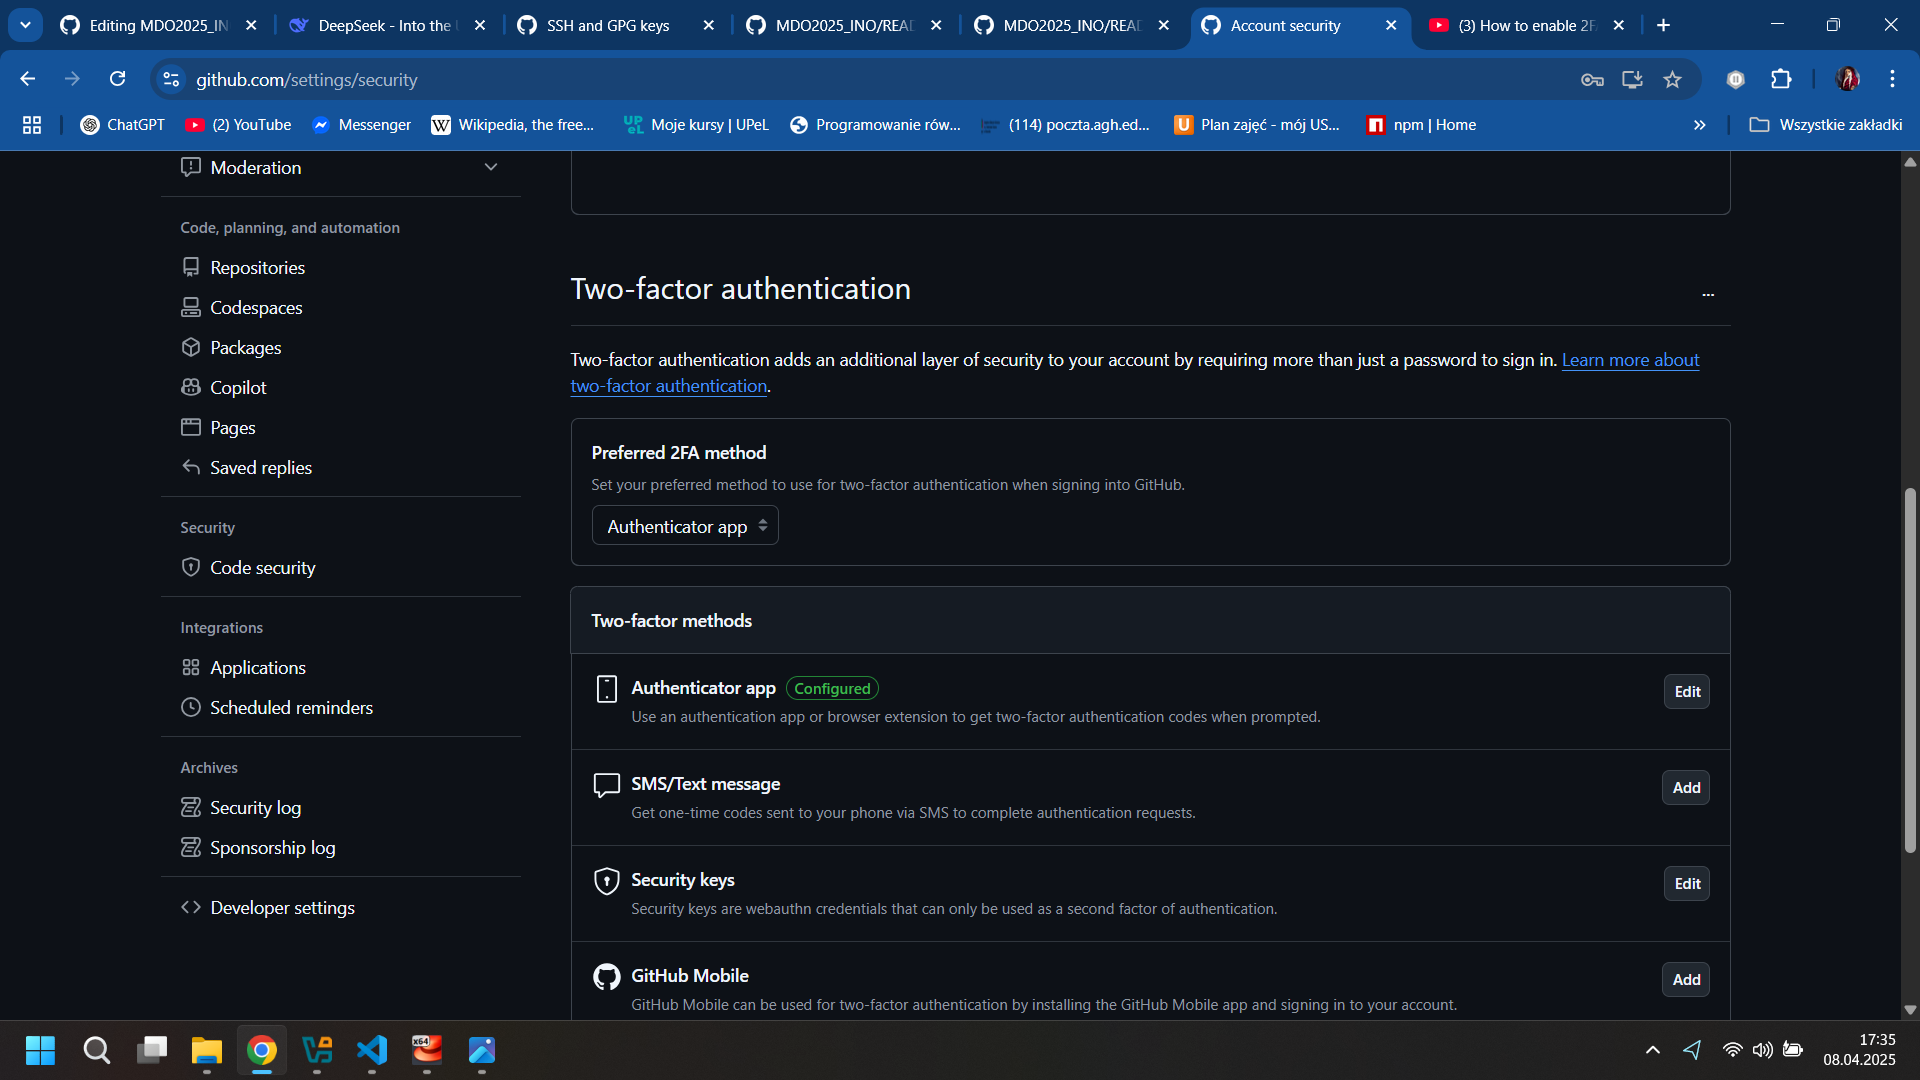 Editing MDO2025_IN
DeepSeek - Into the
SSH and GPG keys
MDO2025_INO/READ
MDO2025_INO/READ
Account security
(3) How to enable 2F
github.com/settings/security
ChatGPT
(2) YouTube
Messenger
Wikipedia, the free...
Moje kursy | UPeL
Programowanie rów...
(114) poczta.agh.ed...
Plan zajęć - mój US...
npm | Home
Wszystkie zakładki
Moderation
Code, planning, and automation
Repositories
Codespaces
Packages
Copilot
Pages
Saved replies
Security
Code security
Integrations
Applications
Scheduled reminders
Archives
Security log
Sponsorship log
Developer settings
Two-factor authentication
...
Two-factor authentication adds an additional layer of security to your account by requiring more than just a password to sign in. Learn more about
two-factor authentication.
Preferred 2FA method
Set your preferred method to use for two-factor authentication when signing into GitHub.
Authenticator app
Two-factor methods
Authenticator app Configured
Edit
Use an authentication app or browser extension to get two-factor authentication codes when prompted.
SMS/Text message
Add
Get one-time codes sent to your phone via SMS to complete authentication requests.
Security keys
Edit
Security keys are webauthn credentials that can only be used as a second factor of authentication.
GitHub Mobile
Add
GitHub Mobile can be used for two-factor authentication by installing the GitHub Mobile app and signing in to your account.
x64
17:35
08.04.2025